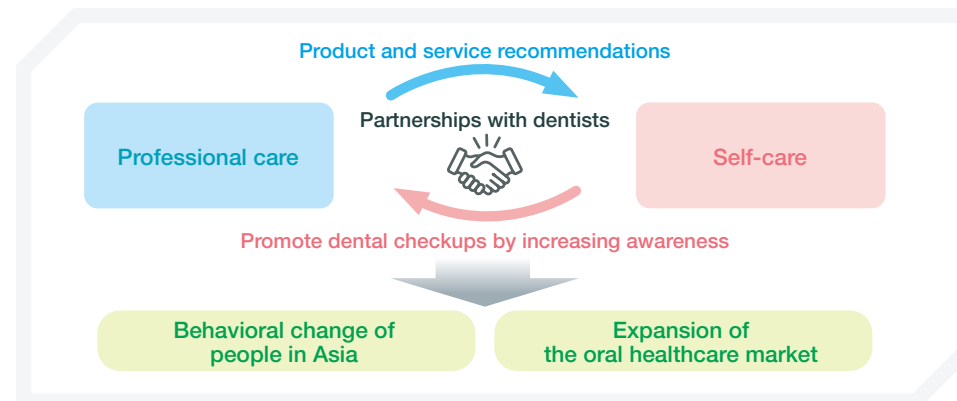 Product and service recommendations
Partnerships with dentists
Professional care
Self-care
Promote dental checkups by increasing awareness
Behavioral change of
people in Asia
Expansion of
the oral healthcare market